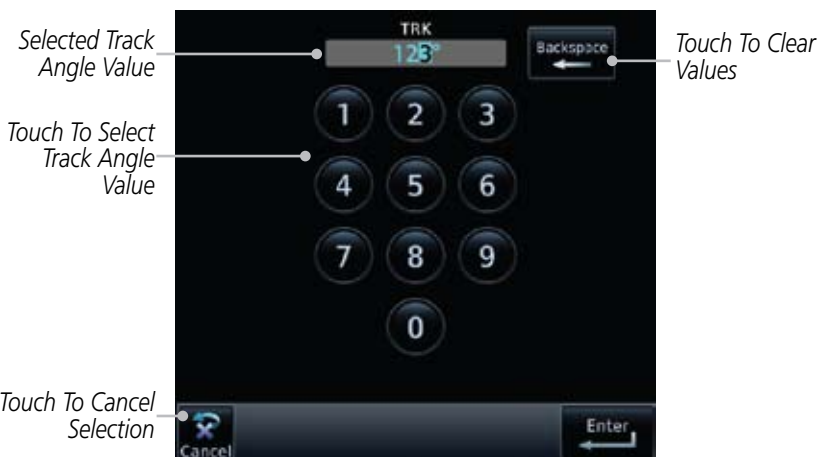 TRK
Selected Track
Angle Value
123°
Backspace
Touch To Clear
Values
1 2 3
Touch To Select
Track Angle
Value
4 5 6
7 8 9
0
Touch To Cancel
Selection
Cancel
Enter